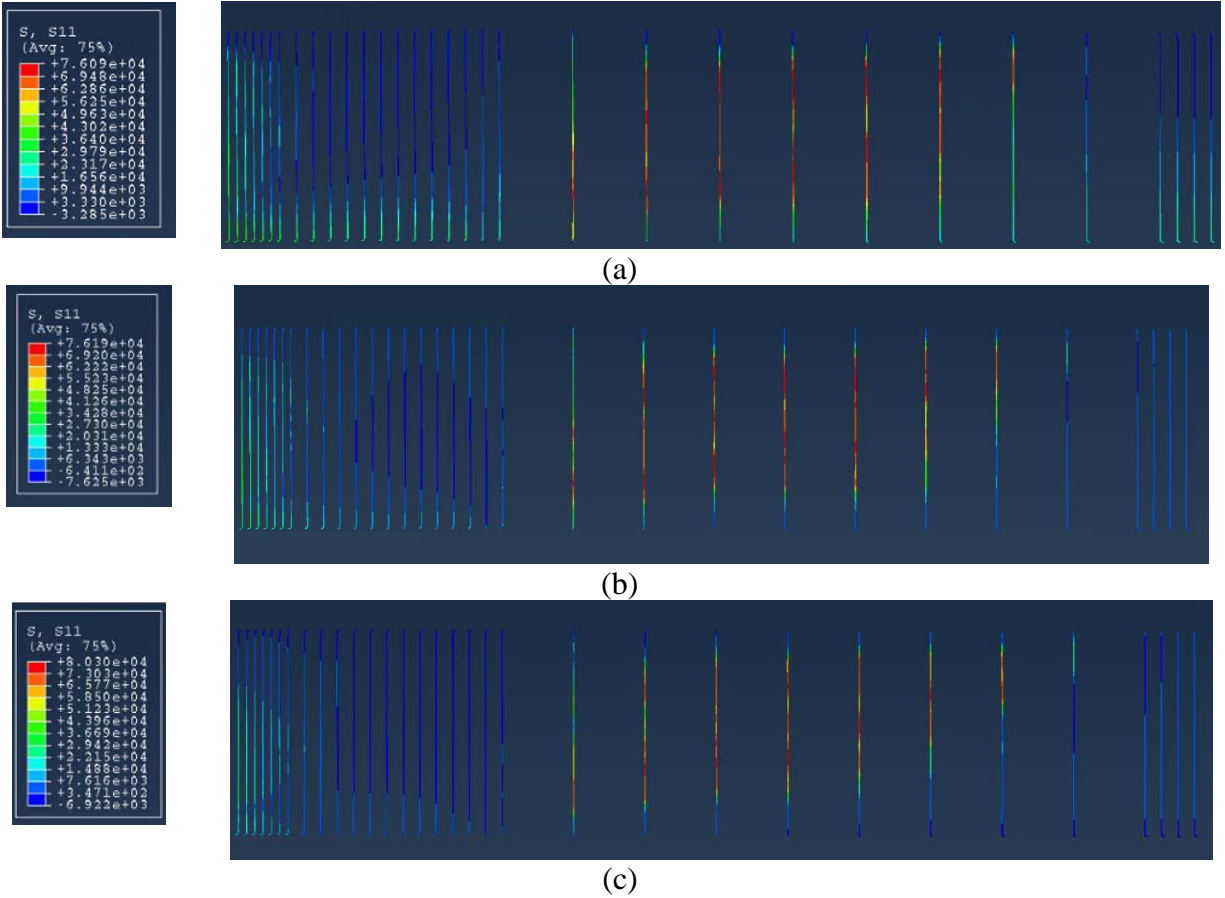 S, S11
(Avg: 75%)
+7.609e+04
+6.948e+04
+6.286e+04
+5.625e+04
+4.963e+04
+4.302e+04
+3.640e+04
+2.979e+04
+2.317e+04
+1.656e+04
+9.944e+03
+3.330e+03
-3.285e+03
(a)
S, S11
(Avg: 75%)
+7.619e+04
+6.920e+04
+6.222e+04
+5.523e+04
+4.825e+04
+4.126e+04
+3.428e+04
+2.730e+04
+2.031e+04
+1.333e+04
+6.343e+03
-6.411e+02
-7.625e+03
(b)
S, S11
(Avg: 75%)
+8.030e+04
+7.303e+04
+6.577e+04
+5.850e+04
+5.123e+04
+4.396e+04
+3.669e+04
+2.942e+04
+2.215e+04
+1.488e+04
+7.616e+03
+3.471e+02
-6.922e+03
(c)